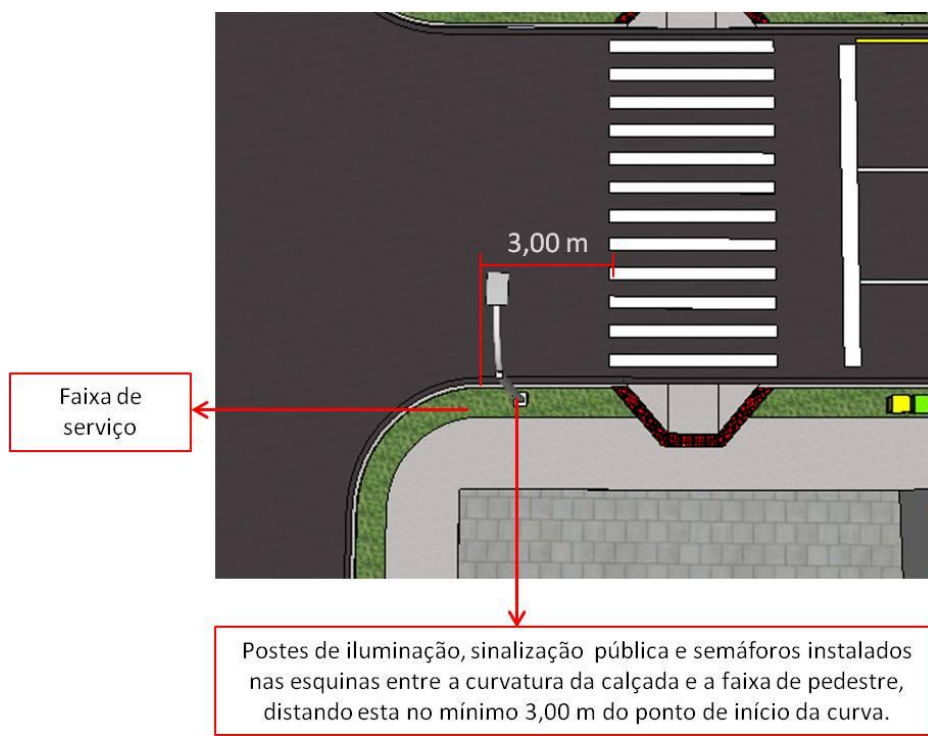 3,00 m
Faixa de
serviço
Postes de iluminação, sinalização pública e semáforos instalados
nas esquinas entre a curvatura da calçada e a faixa de pedestre,
distando esta no mínimo 3,00 m do ponto de início da curva.